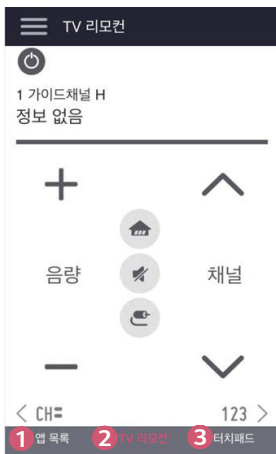 TV 리모컨
1 가이드채널 H
정보 없음
음량
채널
< CH
123 >
1 앱 목록 2 TV 리모컨 3 터치패드